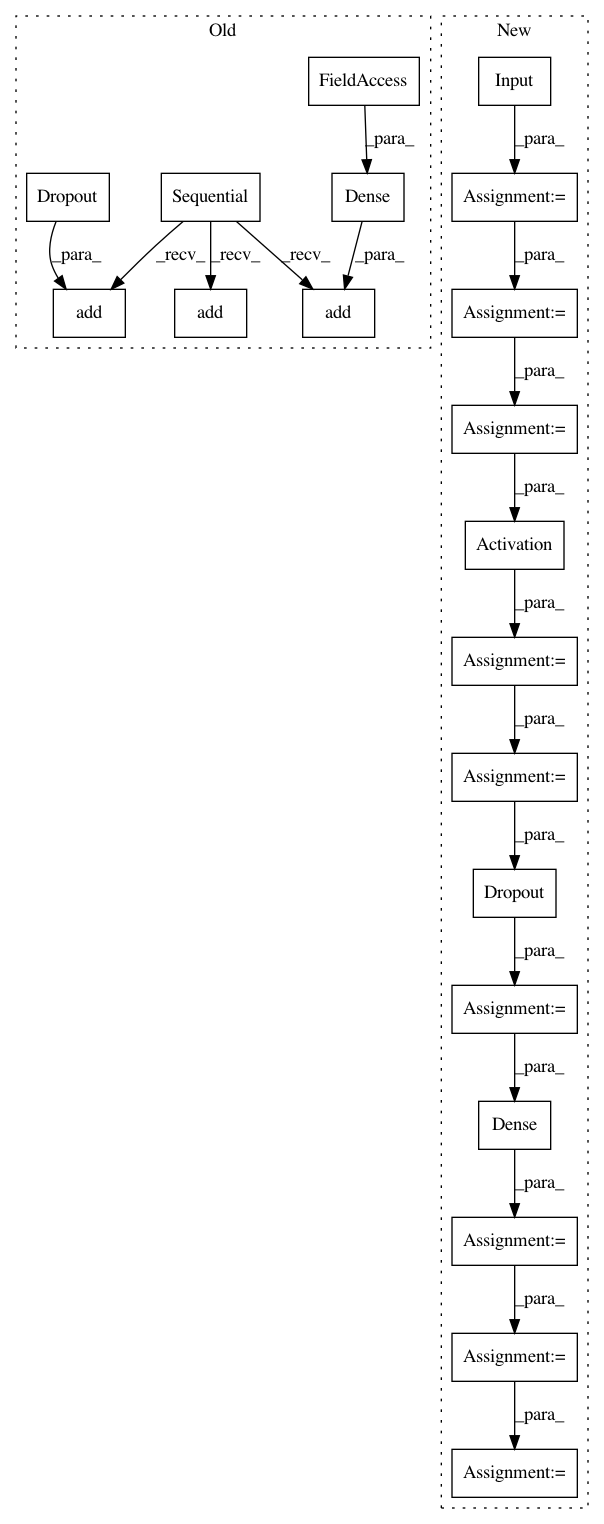 Old
New
FieldAccess
Input
_para_
_para_
Dropout
Sequential
Dense
Assignment:=
_para_
_recv_
_recv_
_recv_
_para_
_para_
add
add
add
Assignment:=
_para_
Assignment:=
_para_
Activation
_para_
Assignment:=
_para_
Assignment:=
_para_
Dropout
_para_
Assignment:=
_para_
Dense
_para_
Assignment:=
_para_
Assignment:=
_para_
Assignment:=